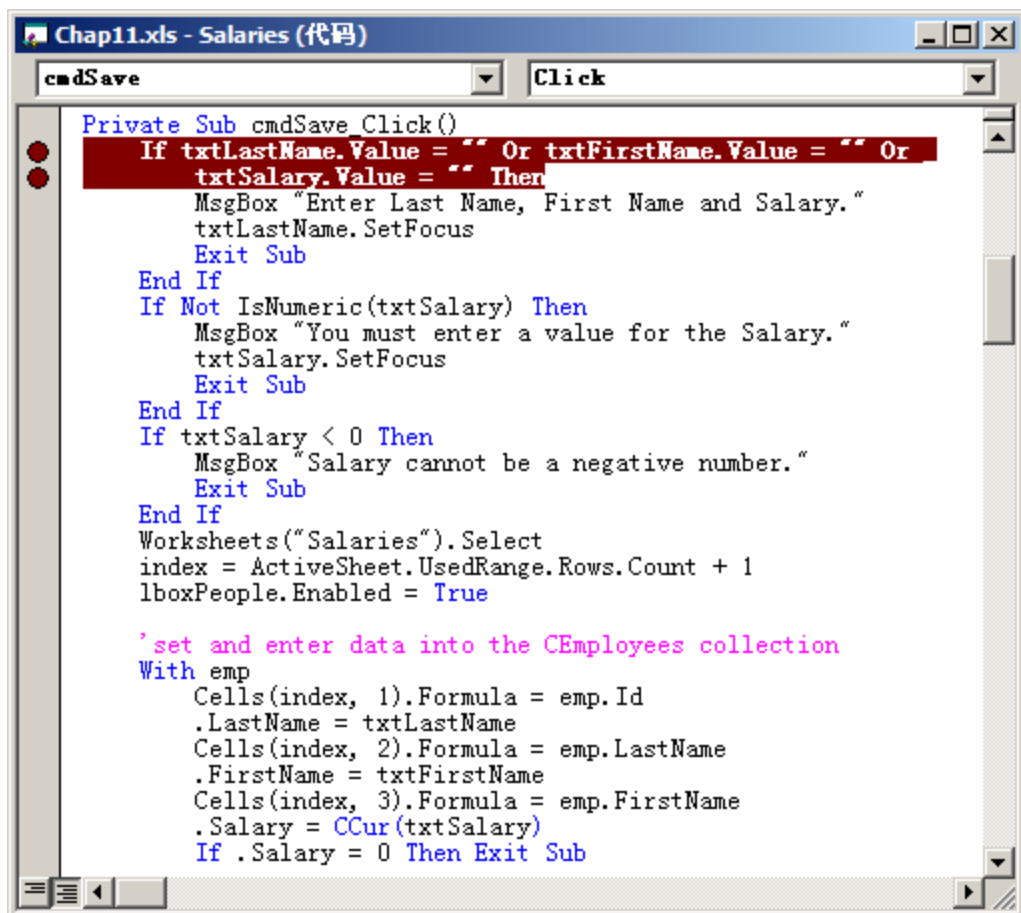 Chap11.xls - Salaries (代码)
cmdSave Click
Private Sub cmdSave_Click()
If txtLastName.Value = "" Or txtFirstName.Value = "" Or _
txtSalary.Value = "" Then
MsgBox "Enter Last Name, First Name and Salary."
txtLastName.SetFocus
Exit Sub
End If
If Not IsNumeric(txtSalary) Then
MsgBox "You must enter a value for the Salary."
txtSalary.SetFocus
Exit Sub
End If
If txtSalary < 0 Then
MsgBox "Salary cannot be a negative number."
Exit Sub
End If
Worksheets("Salaries").Select
index = ActiveSheet.UsedRange.Rows.Count + 1
lboxPeople.Enabled = True
'set and enter data into the CEmployees collection
With emp
Cells(index, 1).Formula = emp.Id
.LastName = txtLastName
Cells(index, 2).Formula = emp.LastName
.FirstName = txtFirstName
Cells(index, 3).Formula = emp.FirstName
.Salary = CCur(txtSalary)
If .Salary = 0 Then Exit Sub